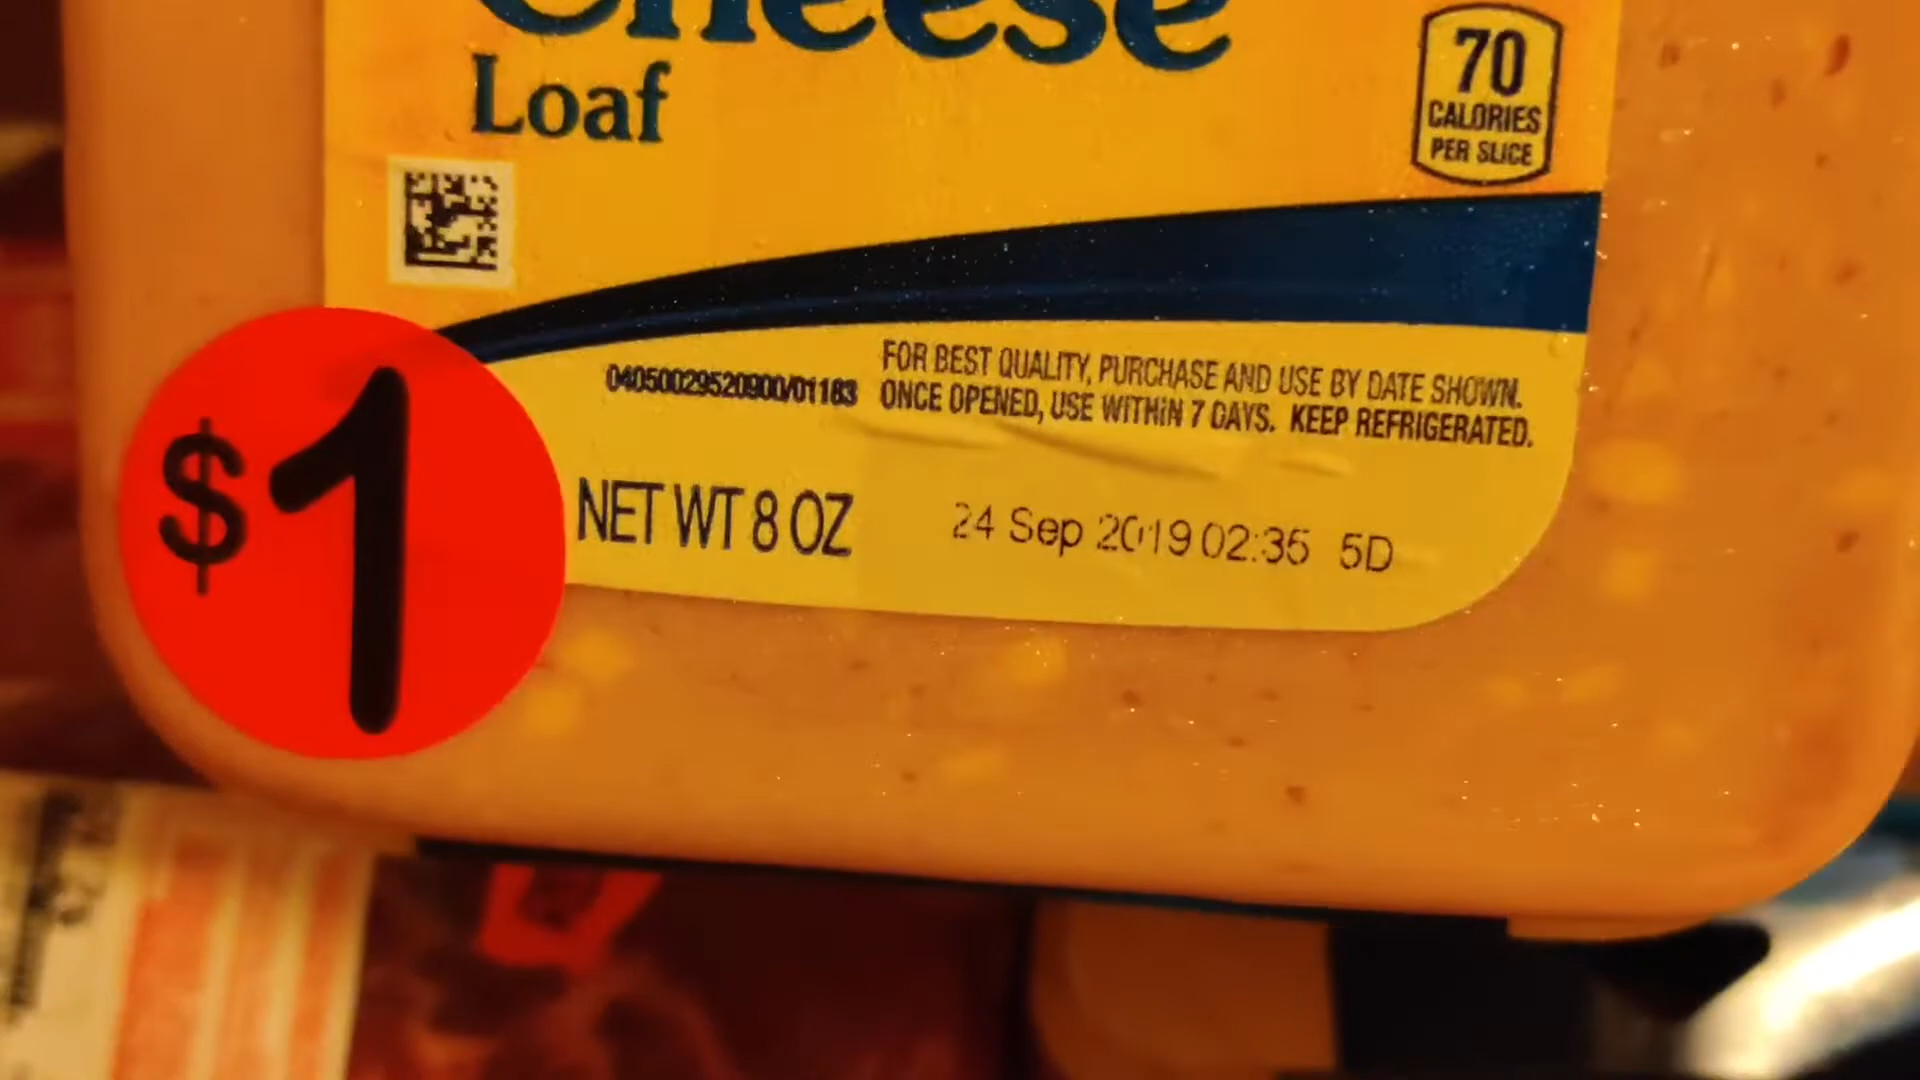 Cheese
Loaf
70
CALORIES
PER SLICE
$1
04050029520900/01183
FOR BEST QUALITY, PURCHASE AND USE BY DATE SHOWN.
ONCE OPENED, USE WITHIN 7 DAYS. KEEP REFRIGERATED.
NET WT 8 OZ
24 Sep 2019 02:35 5D